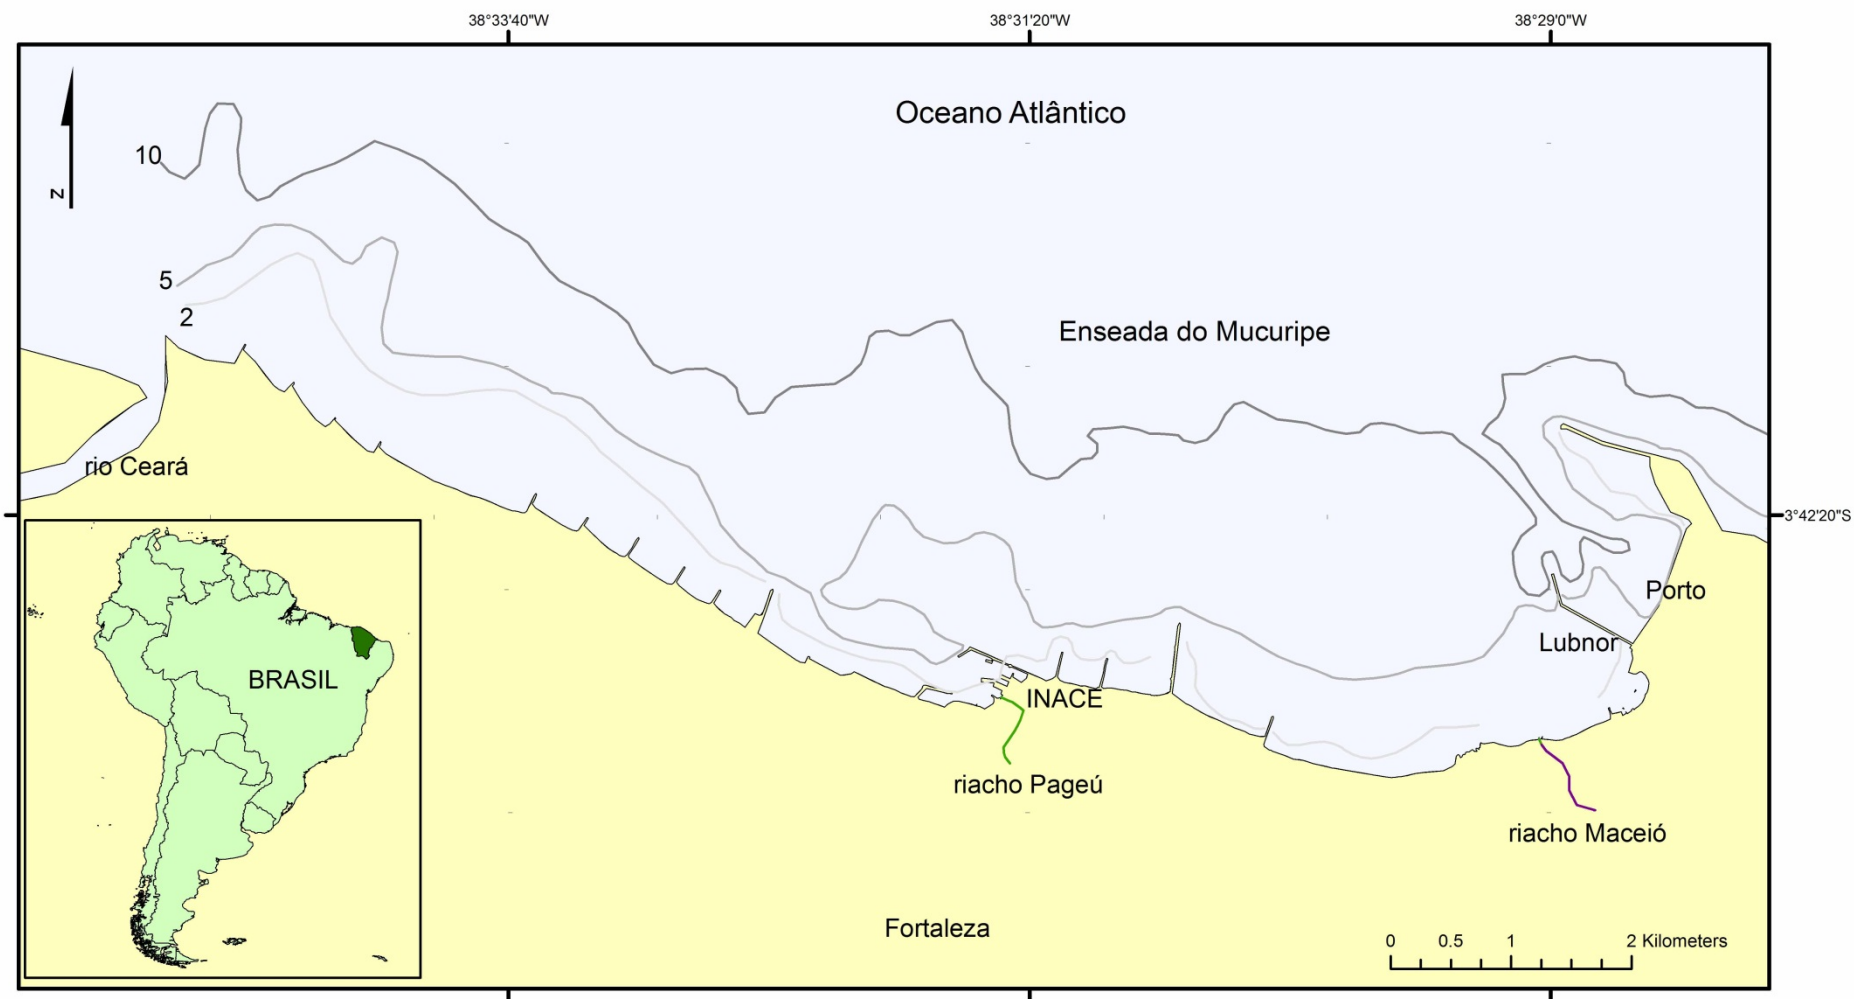 38°33'40"W
38°31'20"W
38°29'0"W
Oceano Atlântico
10
N
5
2
Enseada do Mucuripe
rio Ceará
3°42'20"S
Porto
Lubnor
BRASIL
INACE
riacho Pageú
riacho Maceió
Fortaleza
0 0.5 1 2 Kilometers